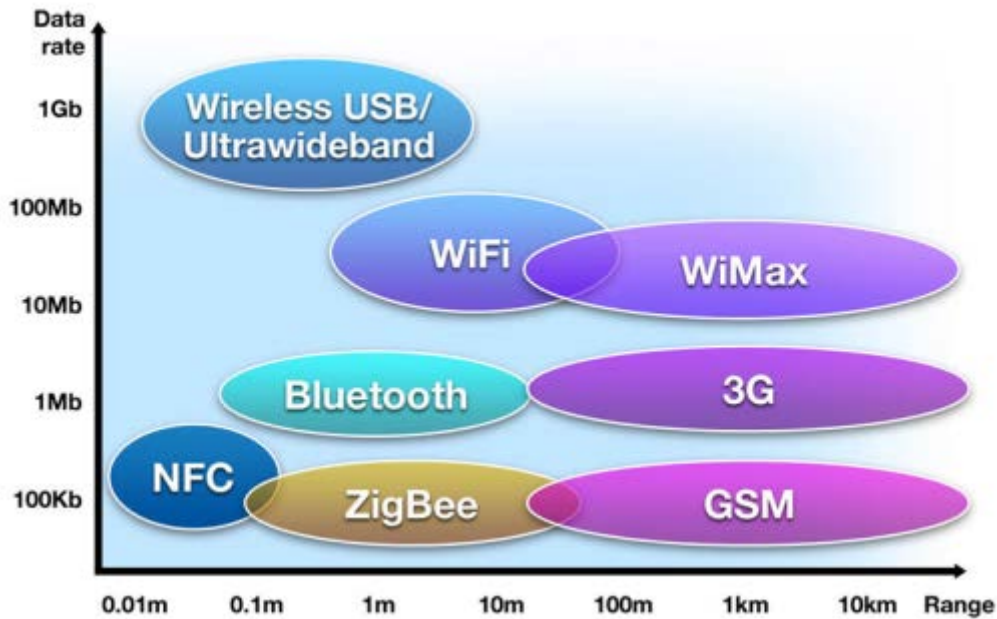 Data
rate
1Gb
Wireless USB/
Ultrawideband
100Mb
WiFi
WiMax
10Mb
Bluetooth
3G
1Mb
NFC
ZigBee
GSM
100Kb
0.01m 0.1m 1m 10m 100m 1km 10km Range